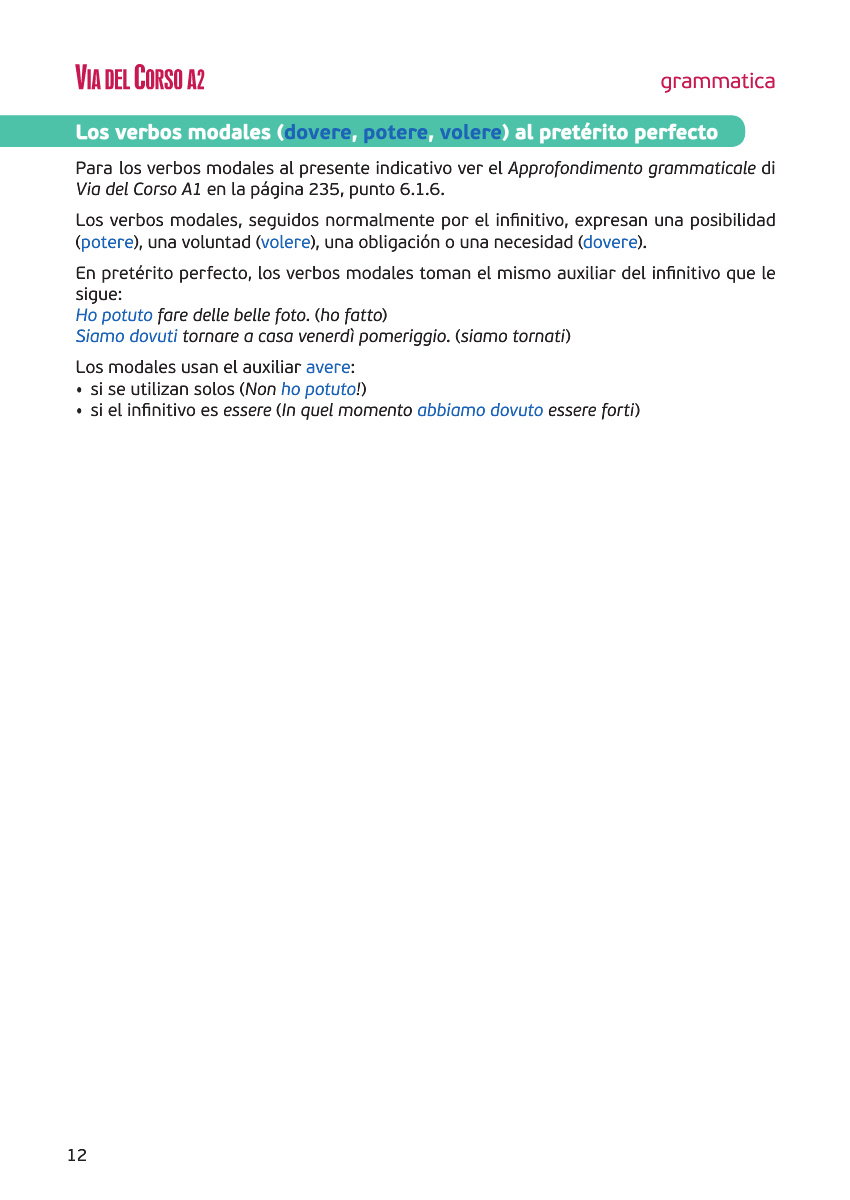 VIA DEL CORSO A2
grammatica
Los verbos modales (dovere, potere, volere) al pretérito perfecto
Para los verbos modales al presente indicativo ver el Approfondimento grammaticale di
Via del Corso A1 en la página 235, punto 6.1.6.
Los verbos modales, seguidos normalmente por el infinitivo, expresan una posibilidad
(potere), una voluntad (volere), una obligación o una necesidad (dovere).
En pretérito perfecto, los verbos modales toman el mismo auxiliar del infinitivo que le
sigue:
Ho potuto fare delle belle foto. (ho fatto)
Siamo dovuti tornare a casa venerdì pomeriggio. (siamo tornati)
Los modales usan el auxiliar avere:
• si se utilizan solos (Non ho potuto!)
• si el infinitivo es essere (In quel momento abbiamo dovuto essere forti)
12